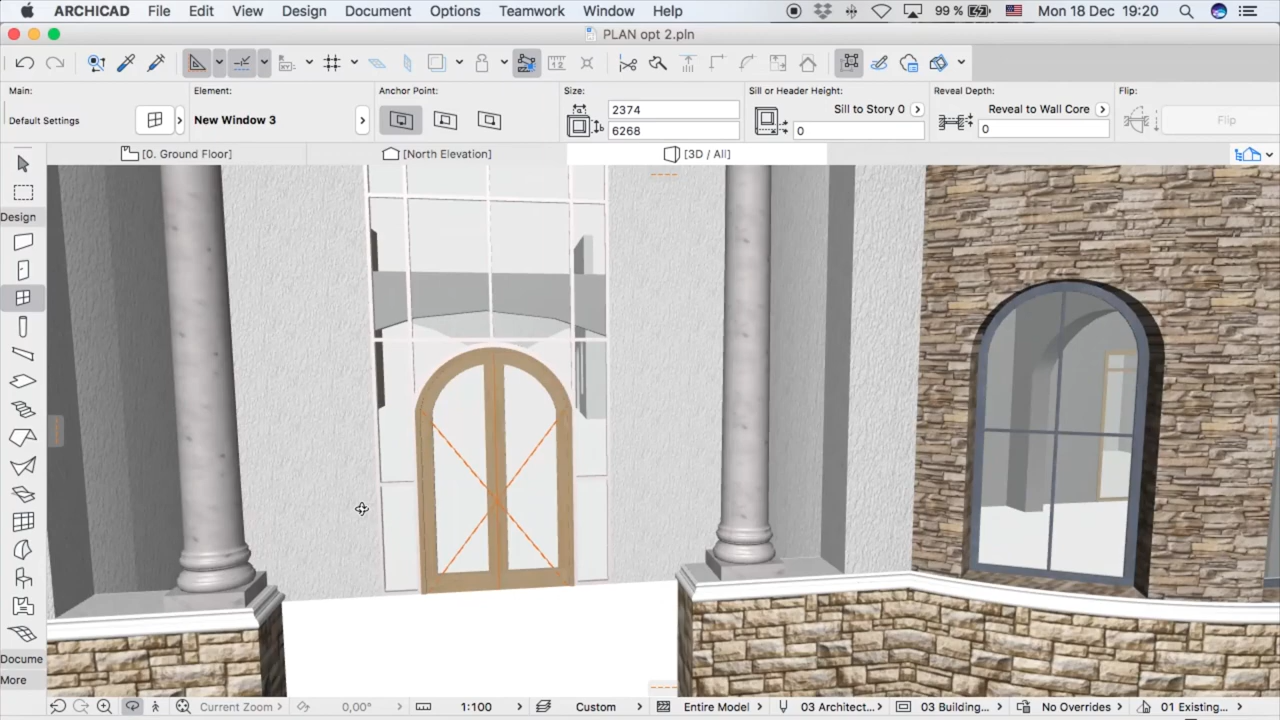 ARCHICAD File Edit View Design Document Options Teamwork Window Help 99 % Mon 18 Dec 19:20
PLAN opt 2.pln
Main: Element: Anchor Point: Size: Sill or Header Height: Reveal Depth: Flip:
Default Settings New Window 3 2374 Sill to Story 0 Reveal to Wall Core Flip
6268 0 0
[0. Ground Floor] [North Elevation] [3D / All]
Design
Docume
More
Current Zoom 0,00° 1:100 Custom Entire Model 03 Architect... 03 Building... No Overrides 01 Existing...